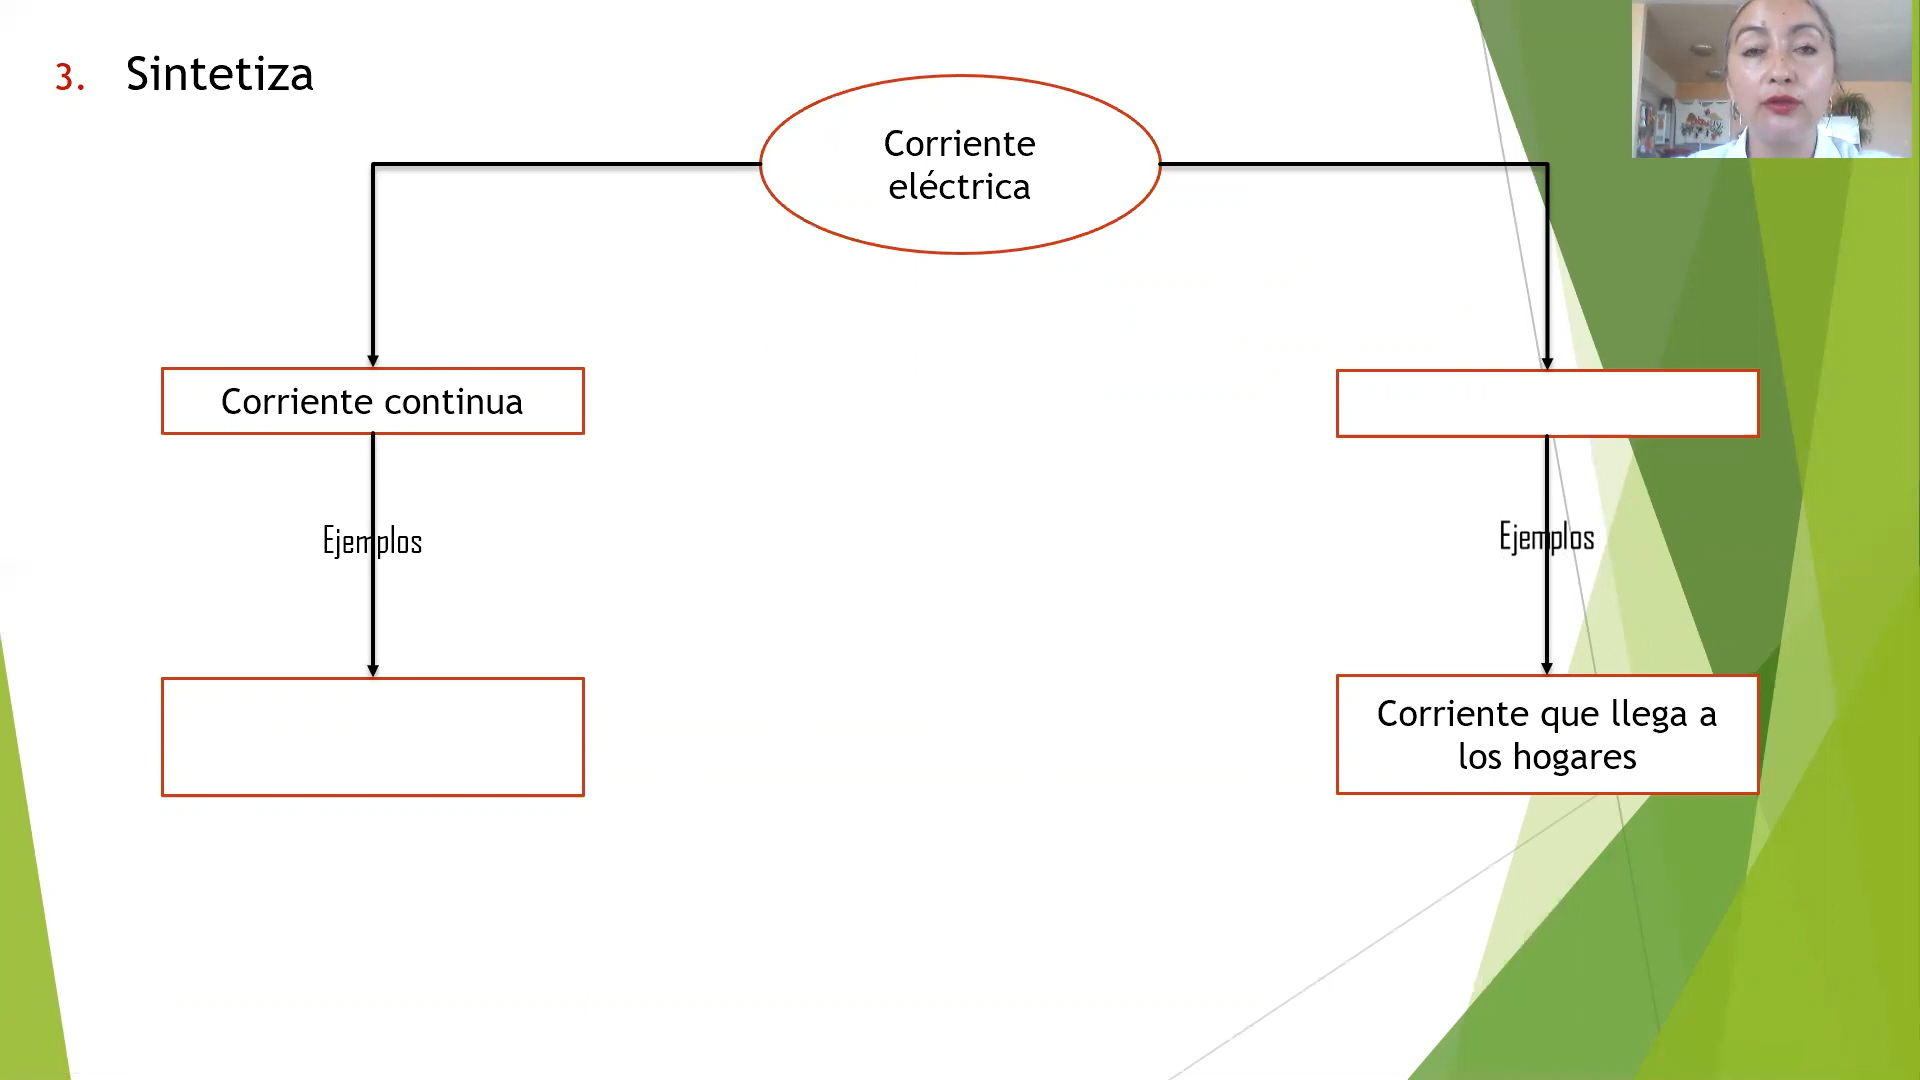 3. Sintetiza
Corriente
eléctrica
Corriente continua
Ejemplos
Ejemplos
Corriente que llega a
los hogares